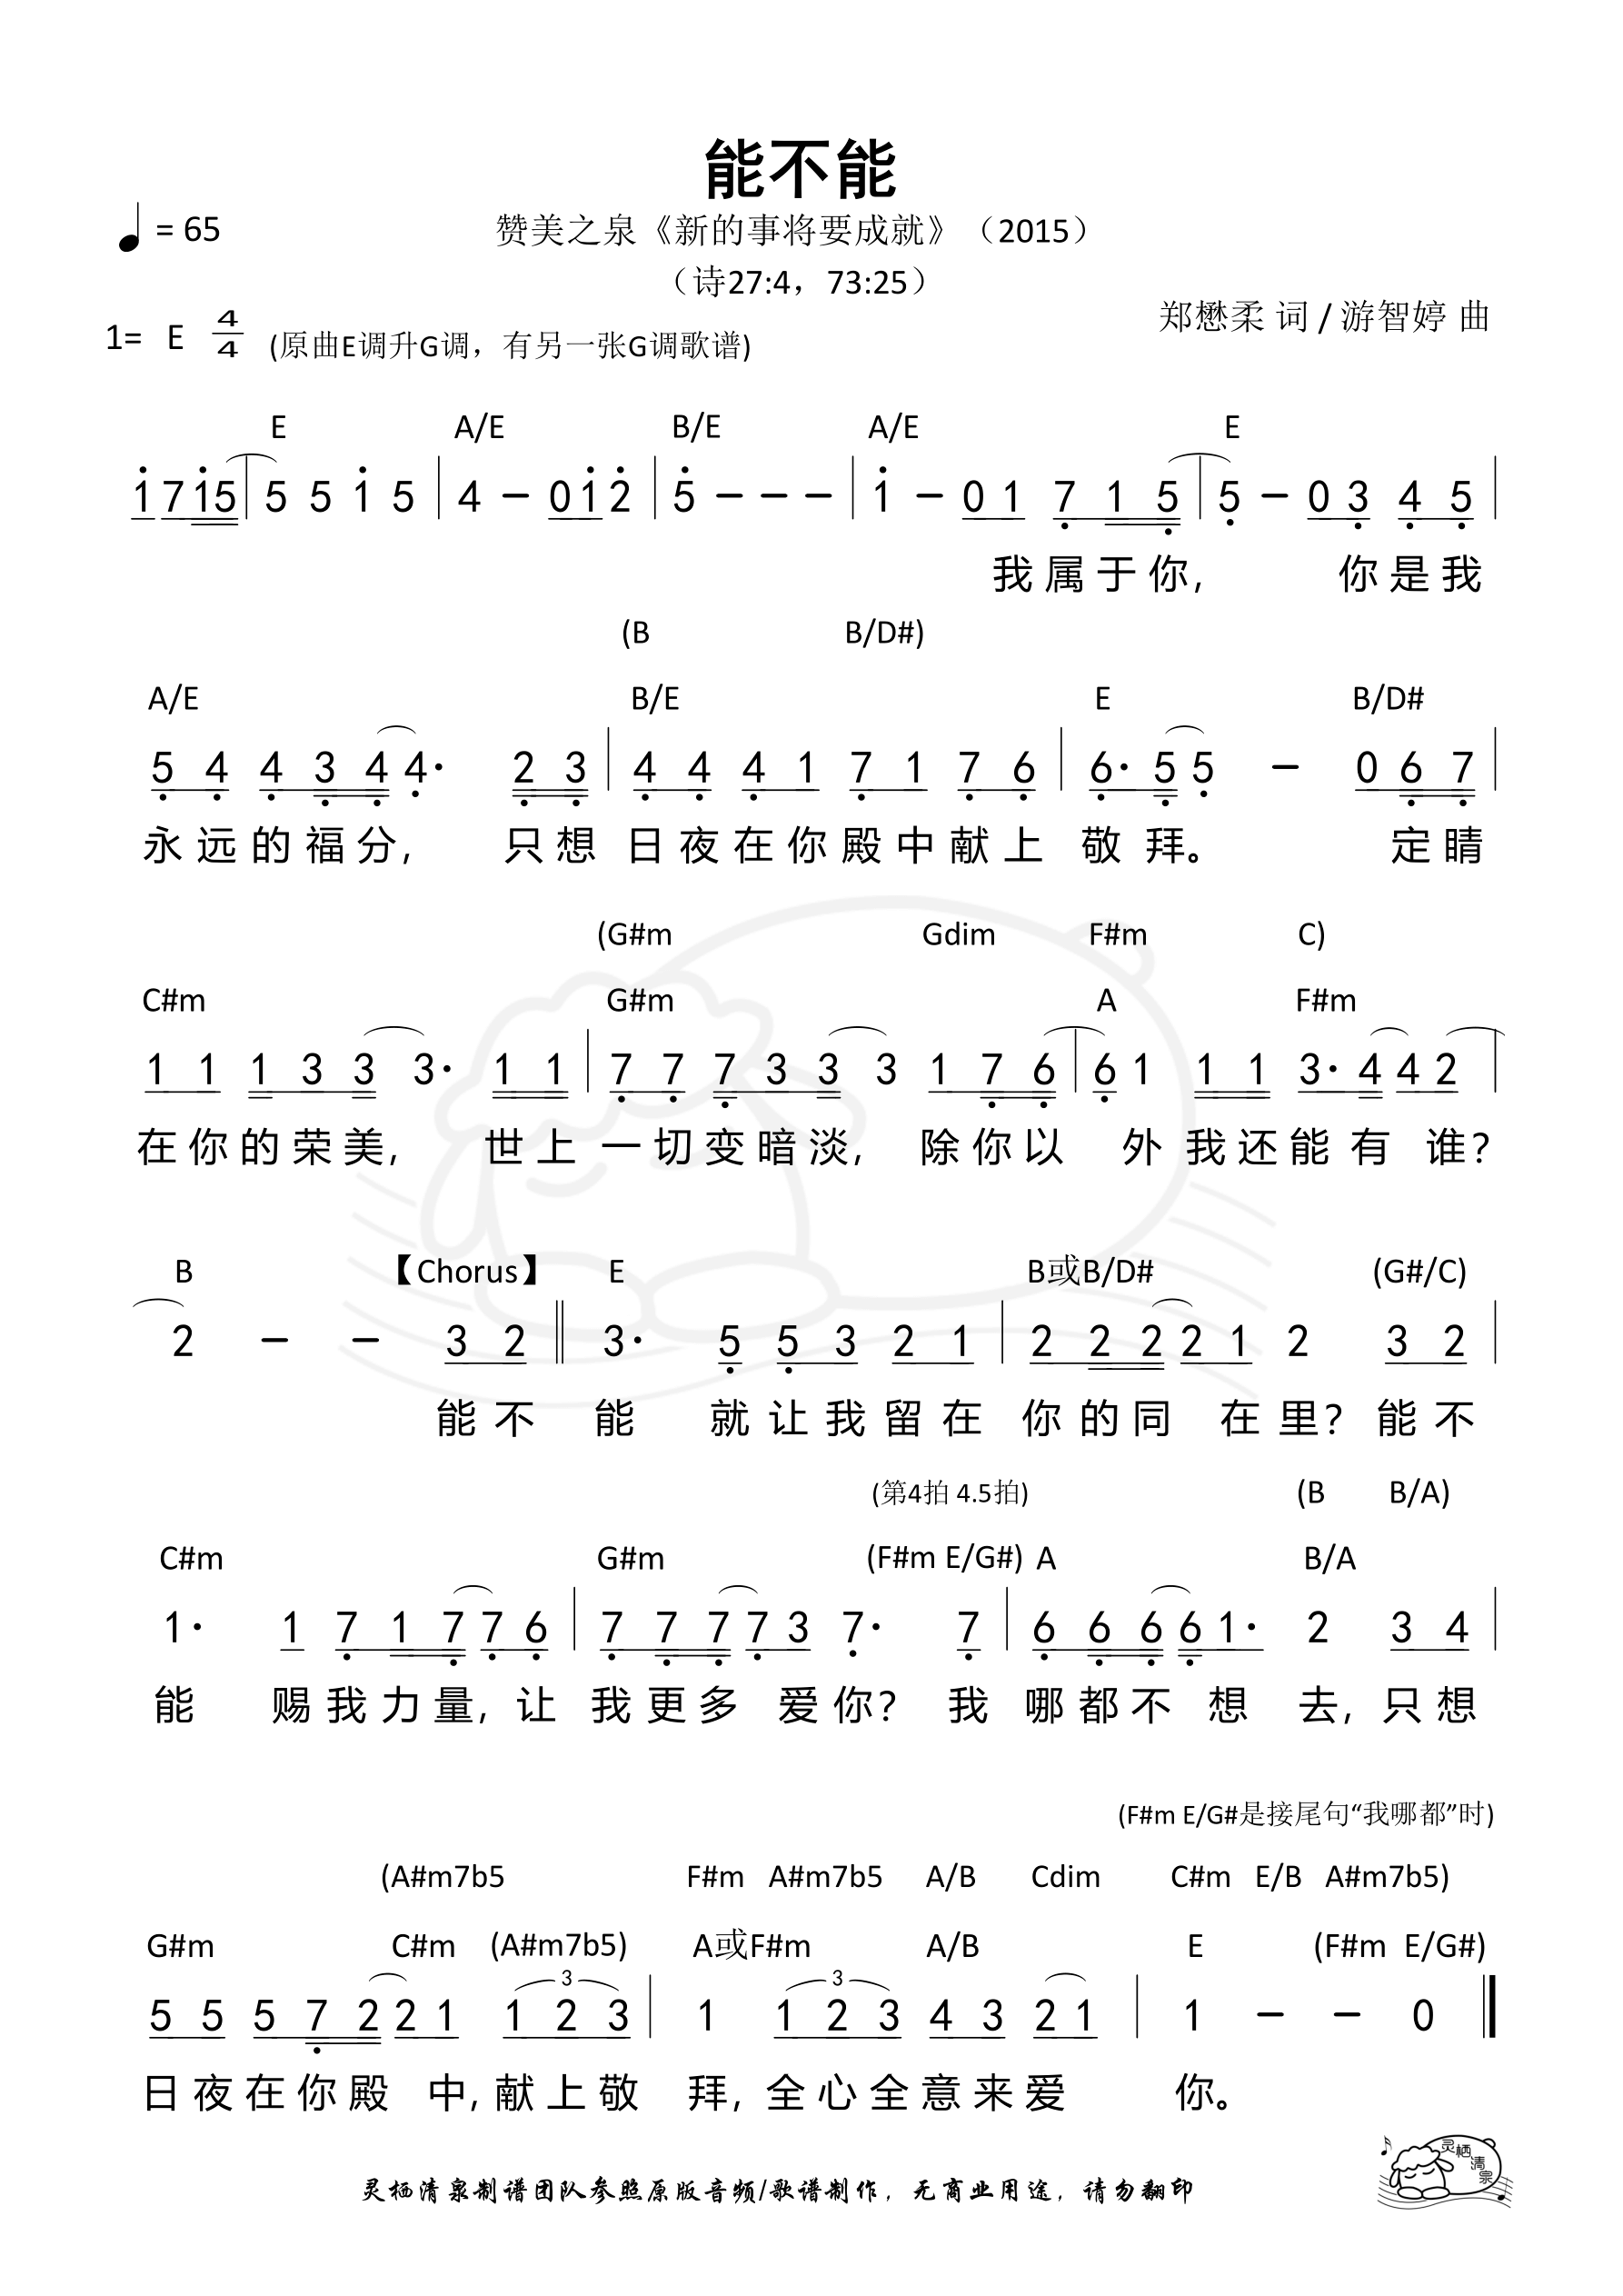 能不能
♩ = 65
赞美之泉《新的事将要成就》（2015）
（诗27:4，73:25）
郑懋柔 词 / 游智婷 曲
1= E 4/4 (原曲E调升G调，有另一张G调歌谱)
E A/E B/E A/E E
1 7 1 5 | 5 5 1 5 | 4 – 0 1 2 | 5 – – – | 1 – 0 1 7 1 5 | 5 – 0 3 4 5 |
我属于你, 你是我
(B B/D#)
A/E B/E E B/D#
5 4 4 3 4 4· 2 3 | 4 4 4 1 7 1 7 6 | 6· 5 5 – 0 6 7 |
永远的福分, 只想日夜在你殿中献上敬拜。 定睛
(G#m Gdim F#m C)
C#m G#m A F#m
1 1 1 3 3 3· 1 1 | 7 7 7 3 3 3 1 7 6 | 6 1 1 1 3· 4 4 2 |
在你的荣美, 世上一切变暗淡, 除你以外我还能有谁?
B 【Chorus】 E B或B/D# (G#/C)
2 – – 3 2 || 3· 5 5 3 2 1 | 2 2 2 2 1 2 3 2 |
能不能 就让我留在你的同在里? 能不
(第4拍 4.5拍) (B B/A)
C#m G#m (F#m E/G#) A B/A
1· 1 7 1 7 7 6 | 7 7 7 7 3 7· 7 | 6 6 6 6 1· 2 3 4 |
能 赐我力量, 让我更多爱你? 我哪都不想去, 只想
(F#m E/G#是接尾句“我哪都”时)
(A#m7b5 F#m A#m7b5 A/B Cdim C#m E/B A#m7b5)
G#m C#m (A#m7b5) A或F#m A/B E (F#m E/G#)
3 3
5 5 5 7 2 2 1 1 2 3 | 1 1 2 3 4 3 2 1 | 1 – – 0 ||
日夜在你殿中, 献上敬拜, 全心全意来爱你。
灵栖清泉
灵栖清泉制谱团队参照原版音频/歌谱制作，无商业用途，请勿翻印